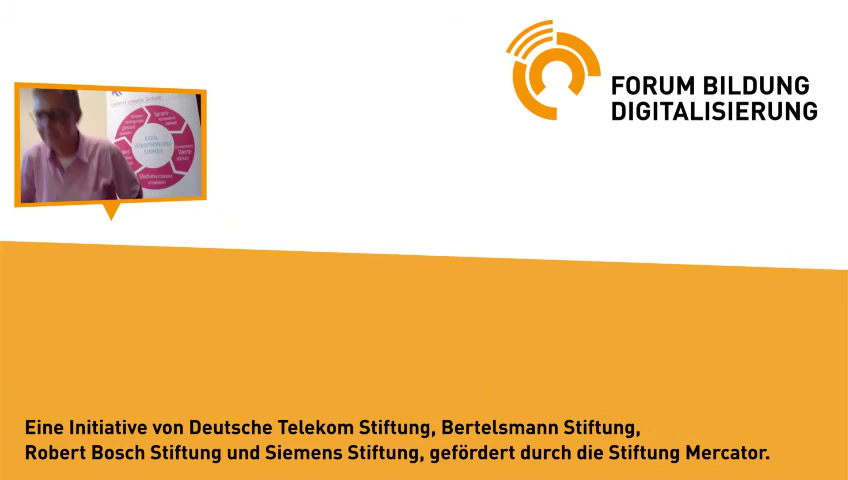 FORUM BILDUNG
DIGITALISIERUNG
Eine Initiative von Deutsche Telekom Stiftung, Bertelsmann Stiftung,
Robert Bosch Stiftung und Siemens Stiftung, gefördert durch die Stiftung Mercator.